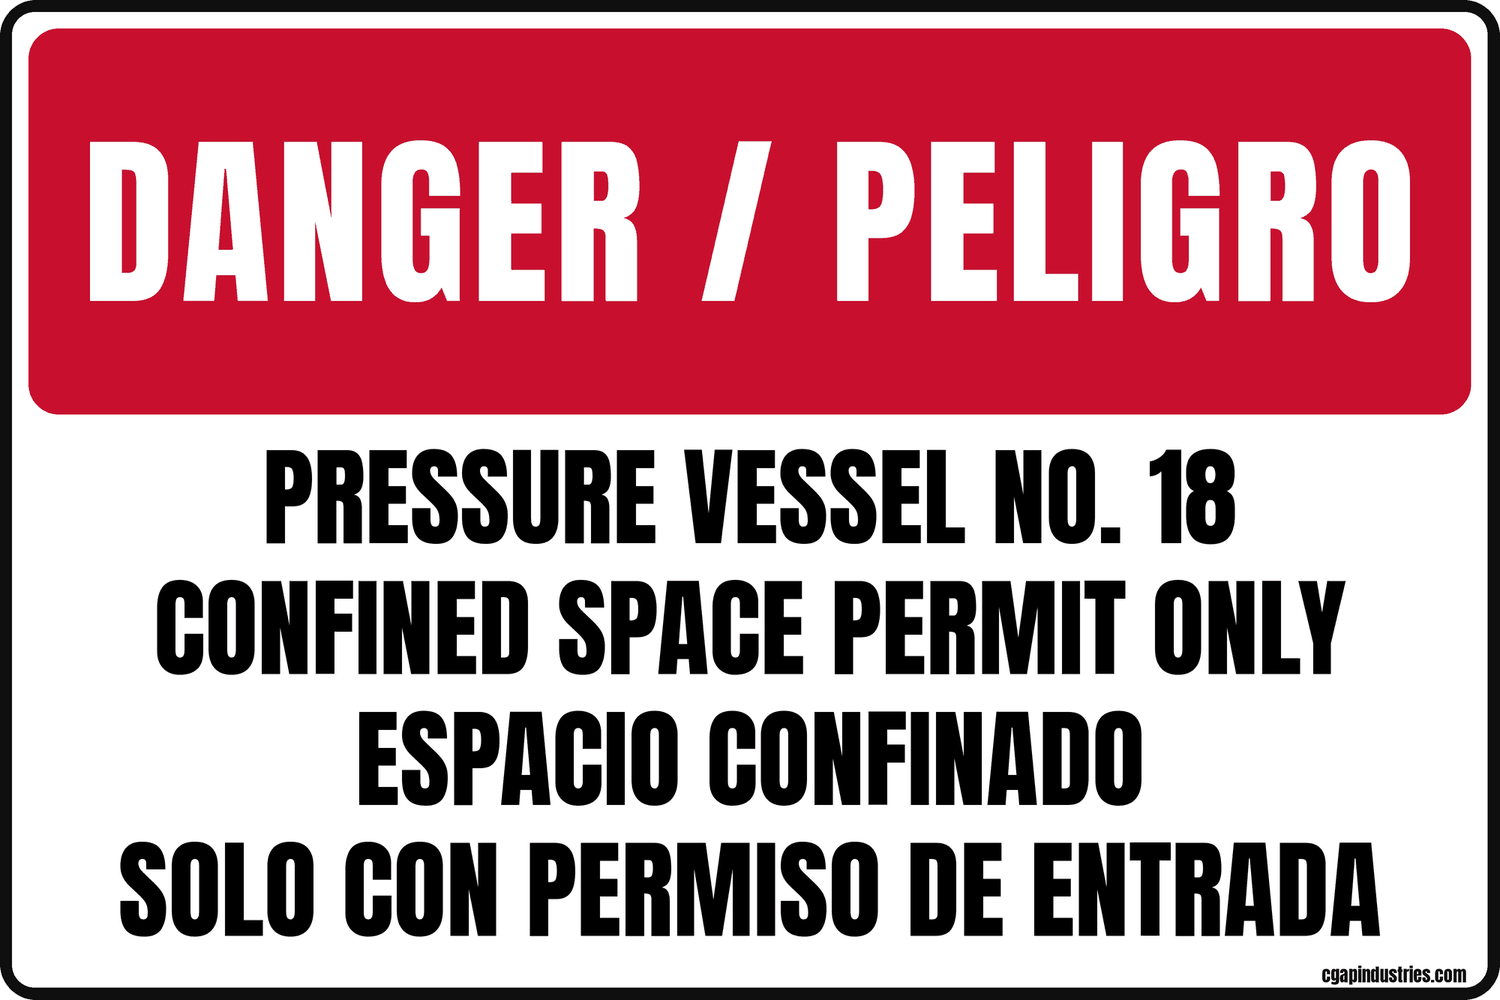 DANGER / PELIGRO
PRESSURE VESSEL NO. 18
CONFINED SPACE PERMIT ONLY
ESPACIO CONFINADO
SOLO CON PERMISO DE ENTRADA
cgapindustries.com